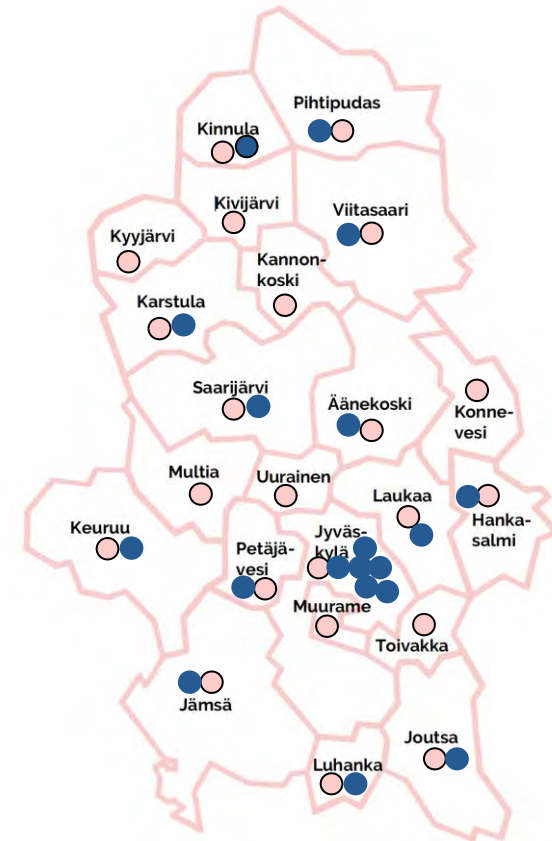 Pihtipudas
Kinnula
Kivijärvi
Viitasaari
Kyyjärvi
Kannon-
koski
Karstula
Saarijärvi
Äänekoski
Konne-
vesi
Multia
Uurainen
Laukaa
Hanka-
salmi
Keuruu
Petäjä-
vesi
Jyväs-
kylä
Muurame
Toivakka
Jämsä
Joutsa
Luhanka